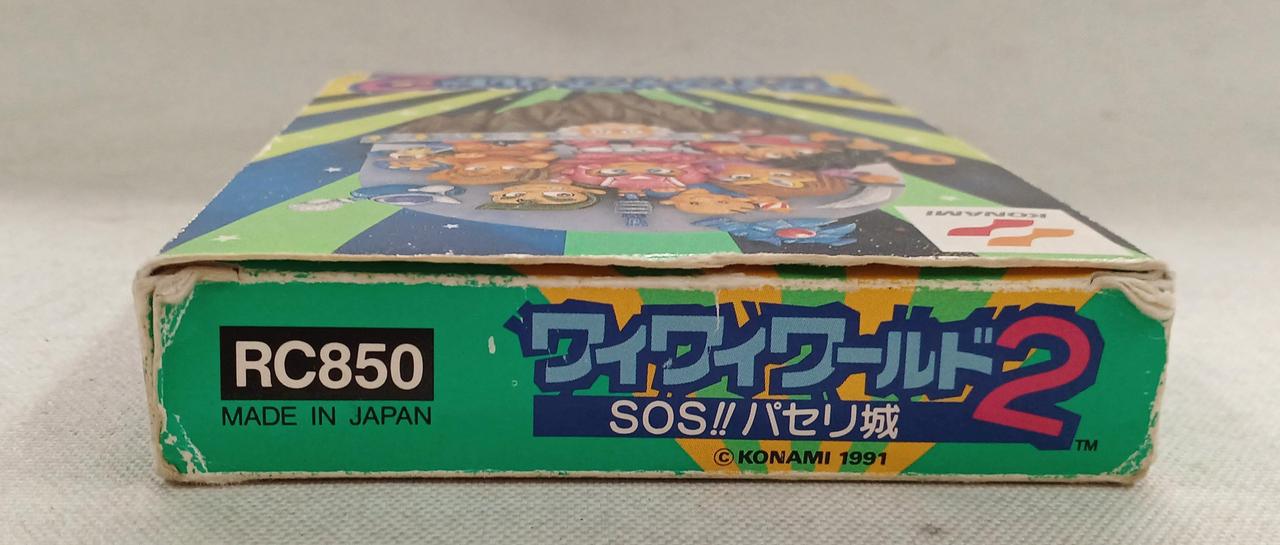 KONAMI
RC850
MADE IN JAPAN
ワイワイワールド2
SOS!!パセリ城
TM
© KONAMI 1991